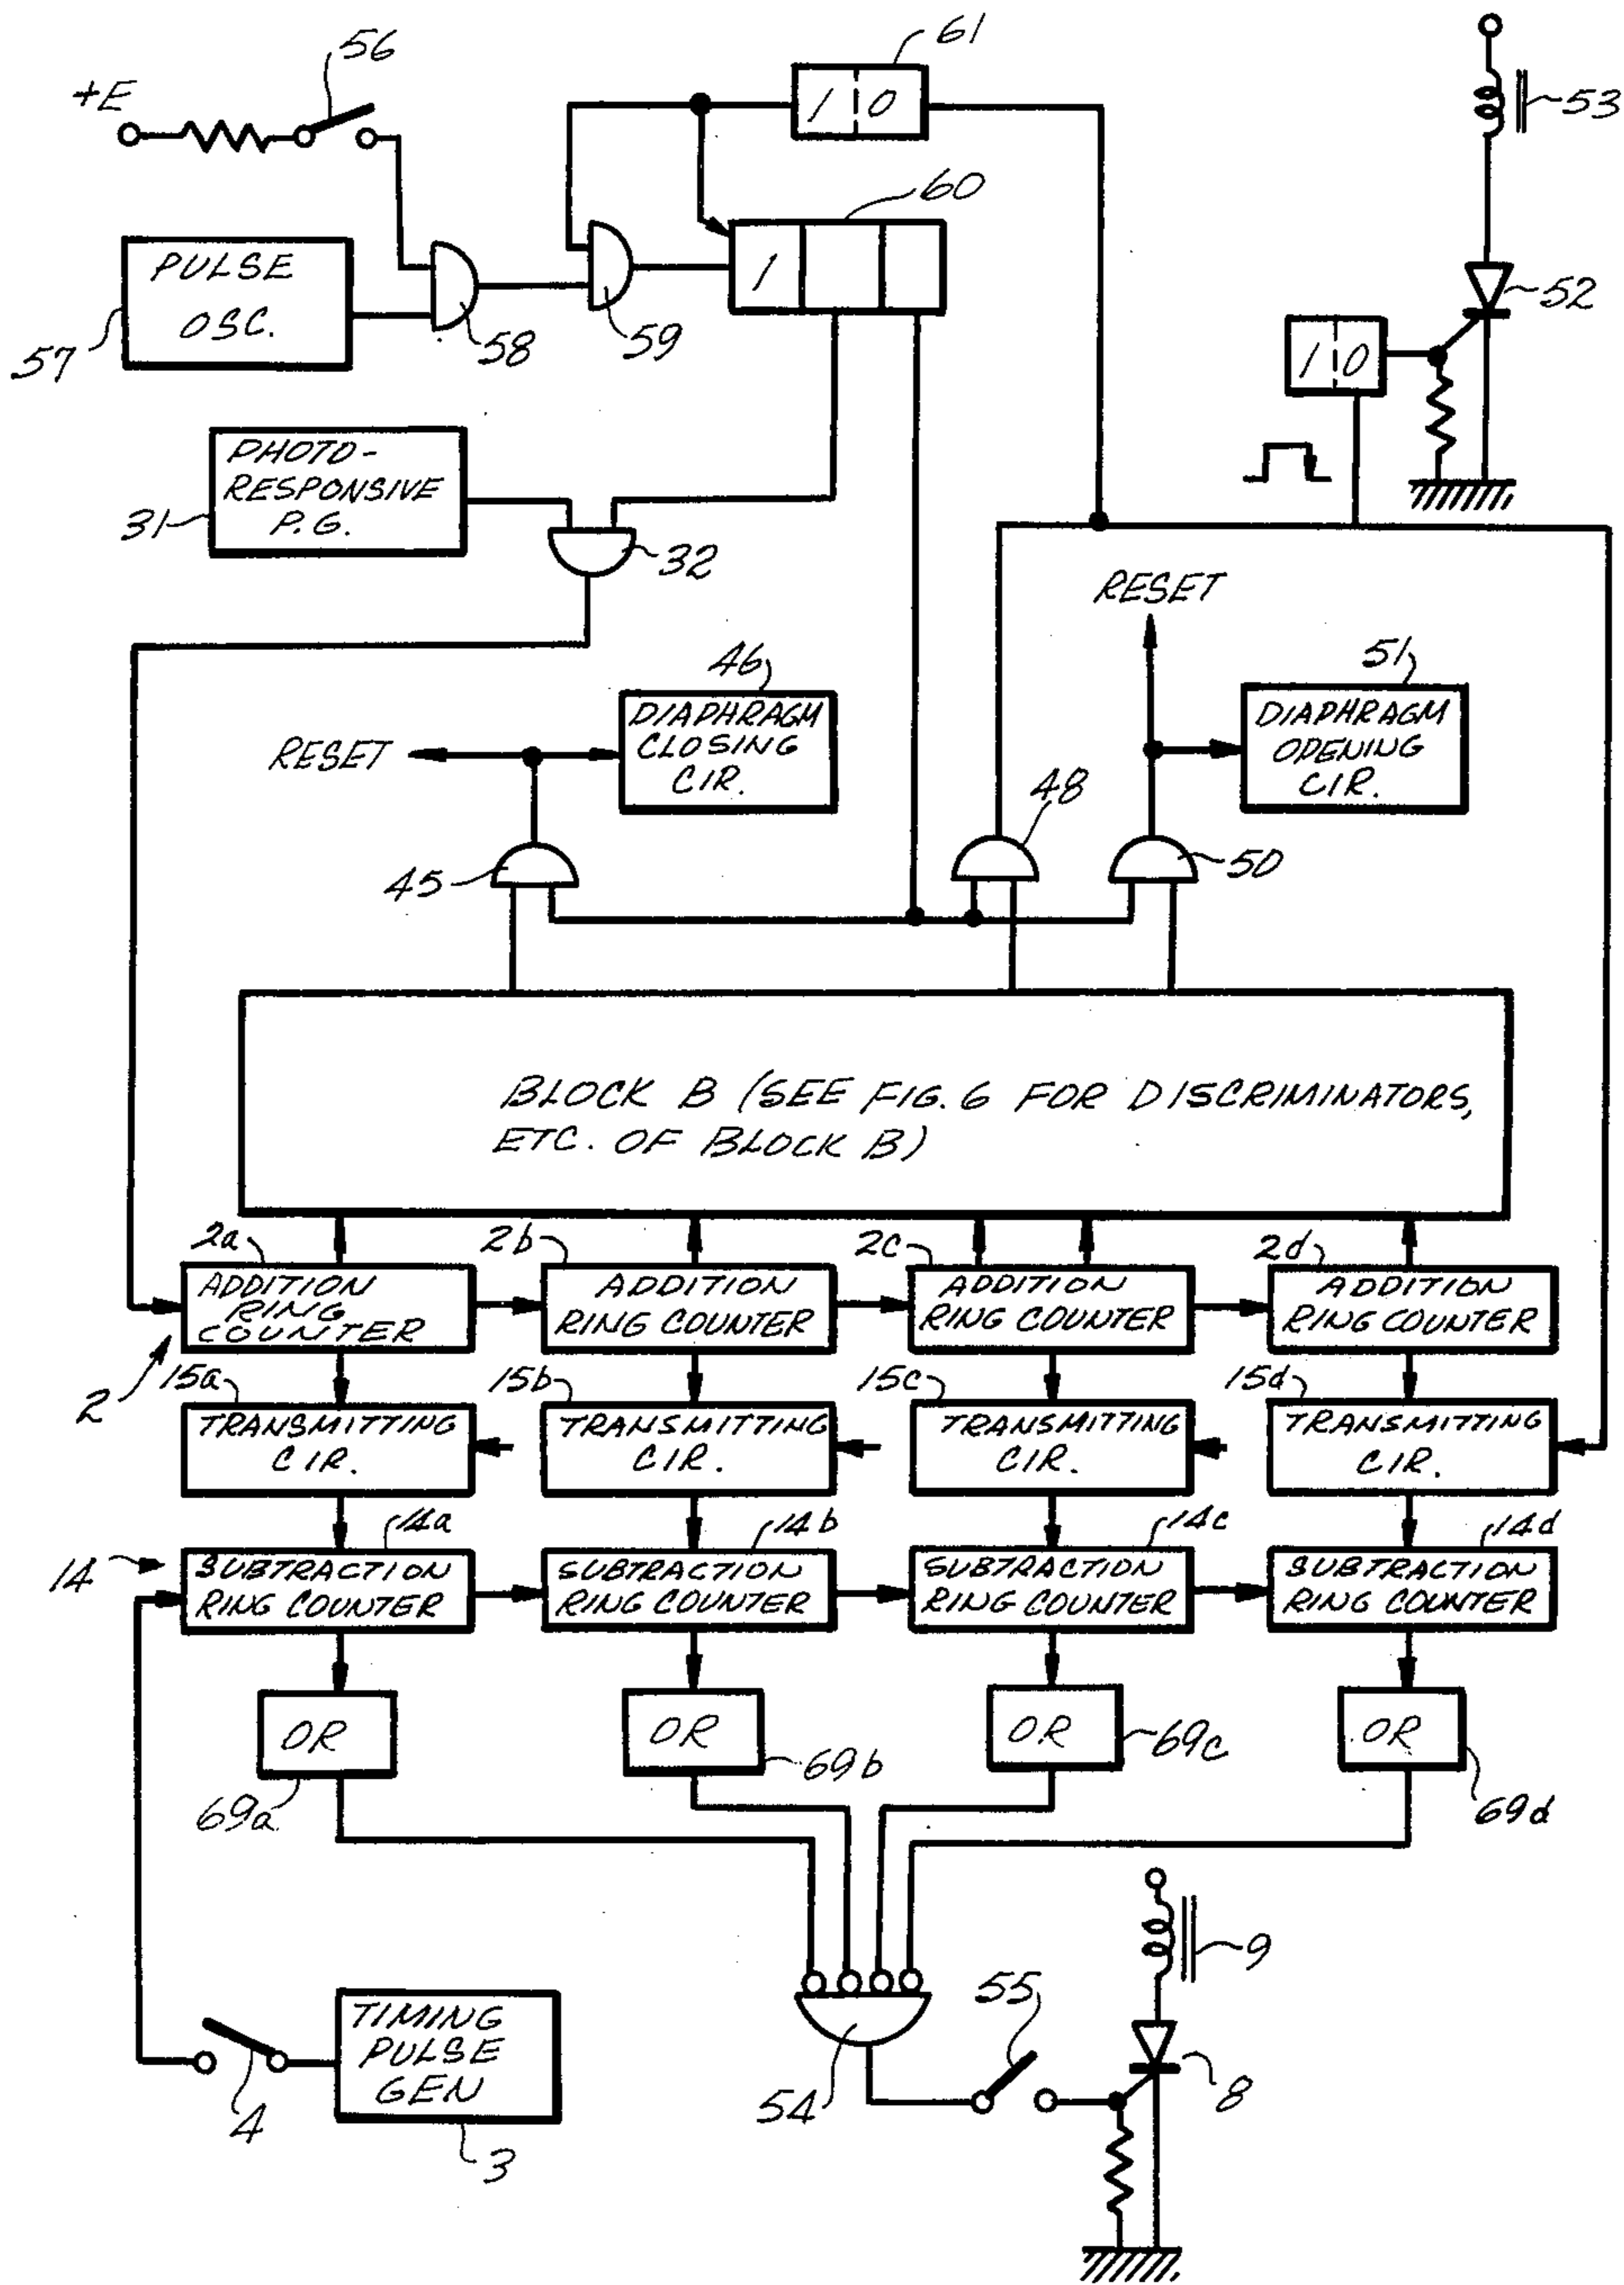 56
61
+E
1 0
53
60
PULSE
OSC.
1
57
58
59
52
1 0
PHOTO-
RESPONSIVE
P.G.
31
32
RESET
46
51
DIAPHRAGM
CLOSING
CIR.
DIAPHRAGM
OPENING
CIR.
RESET
48
45
50
BLOCK B (SEE FIG. 6 FOR DISCRIMINATORS,
ETC. OF BLOCK B)
2a
2b
2c
2d
ADDITION
RING
COUNTER
ADDITION
RING COUNTER
ADDITION
RING COUNTER
ADDITION
RING COUNTER
2
15a
15b
15c
15d
TRANSMITTING
CIR.
TRANSMITTING
CIR.
TRANSMITTING
CIR.
TRANSMITTING
CIR.
14
14a
14b
14c
14d
SUBTRACTION
RING COUNTER
SUBTRACTION
RING COUNTER
SUBTRACTION
RING COUNTER
SUBTRACTION
RING COUNTER
OR
OR
OR
OR
69a
69b
69c
69d
9
55
TIMING
PULSE
GEN
4
3
54
8